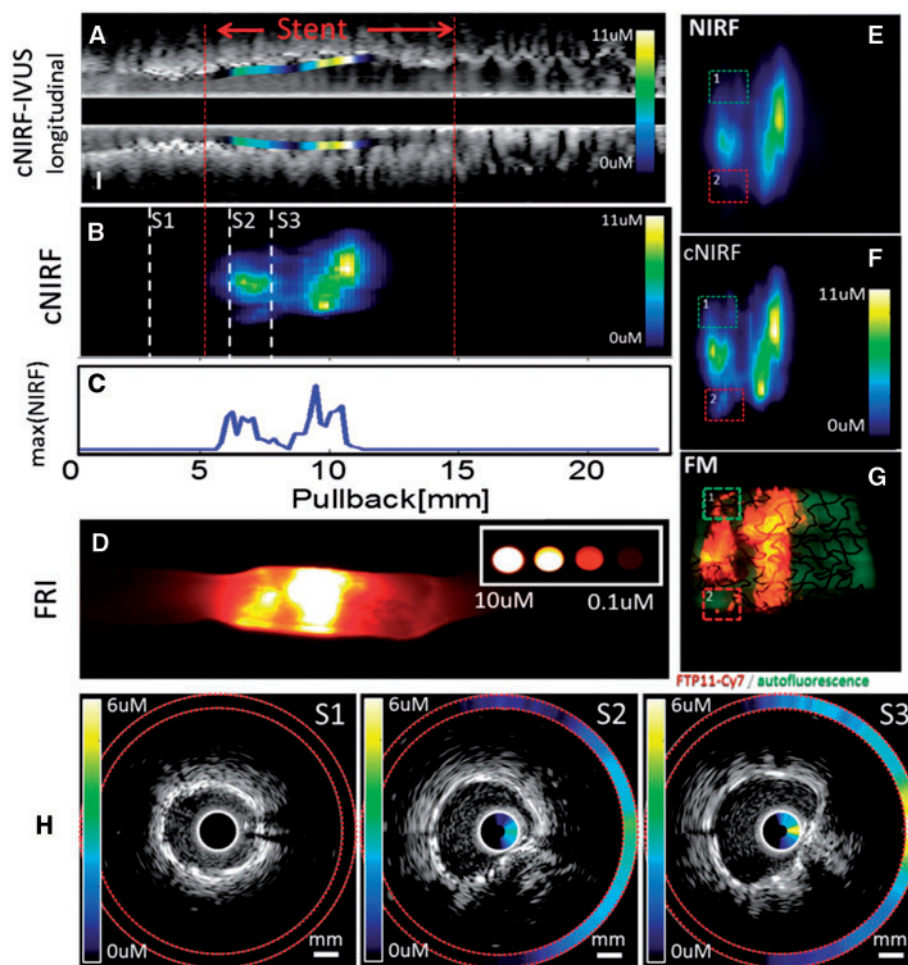 A
Stent
11uM
0uM
cNIRF-IVUS
longitudinal
B
S1
S2
S3
11uM
0uM
cNIRF
C
max(NIRF)
0 5 10 15 20
Pullback[mm]
D
10uM
0.1uM
FRI
NIRF
E
1
2
cNIRF
F
1
2
11uM
0uM
FM
G
1
2
FTP11-Cy7 / autofluorescence
H
6uM
S1
0uM
mm
6uM
S2
0uM
mm
6uM
S3
0uM
mm